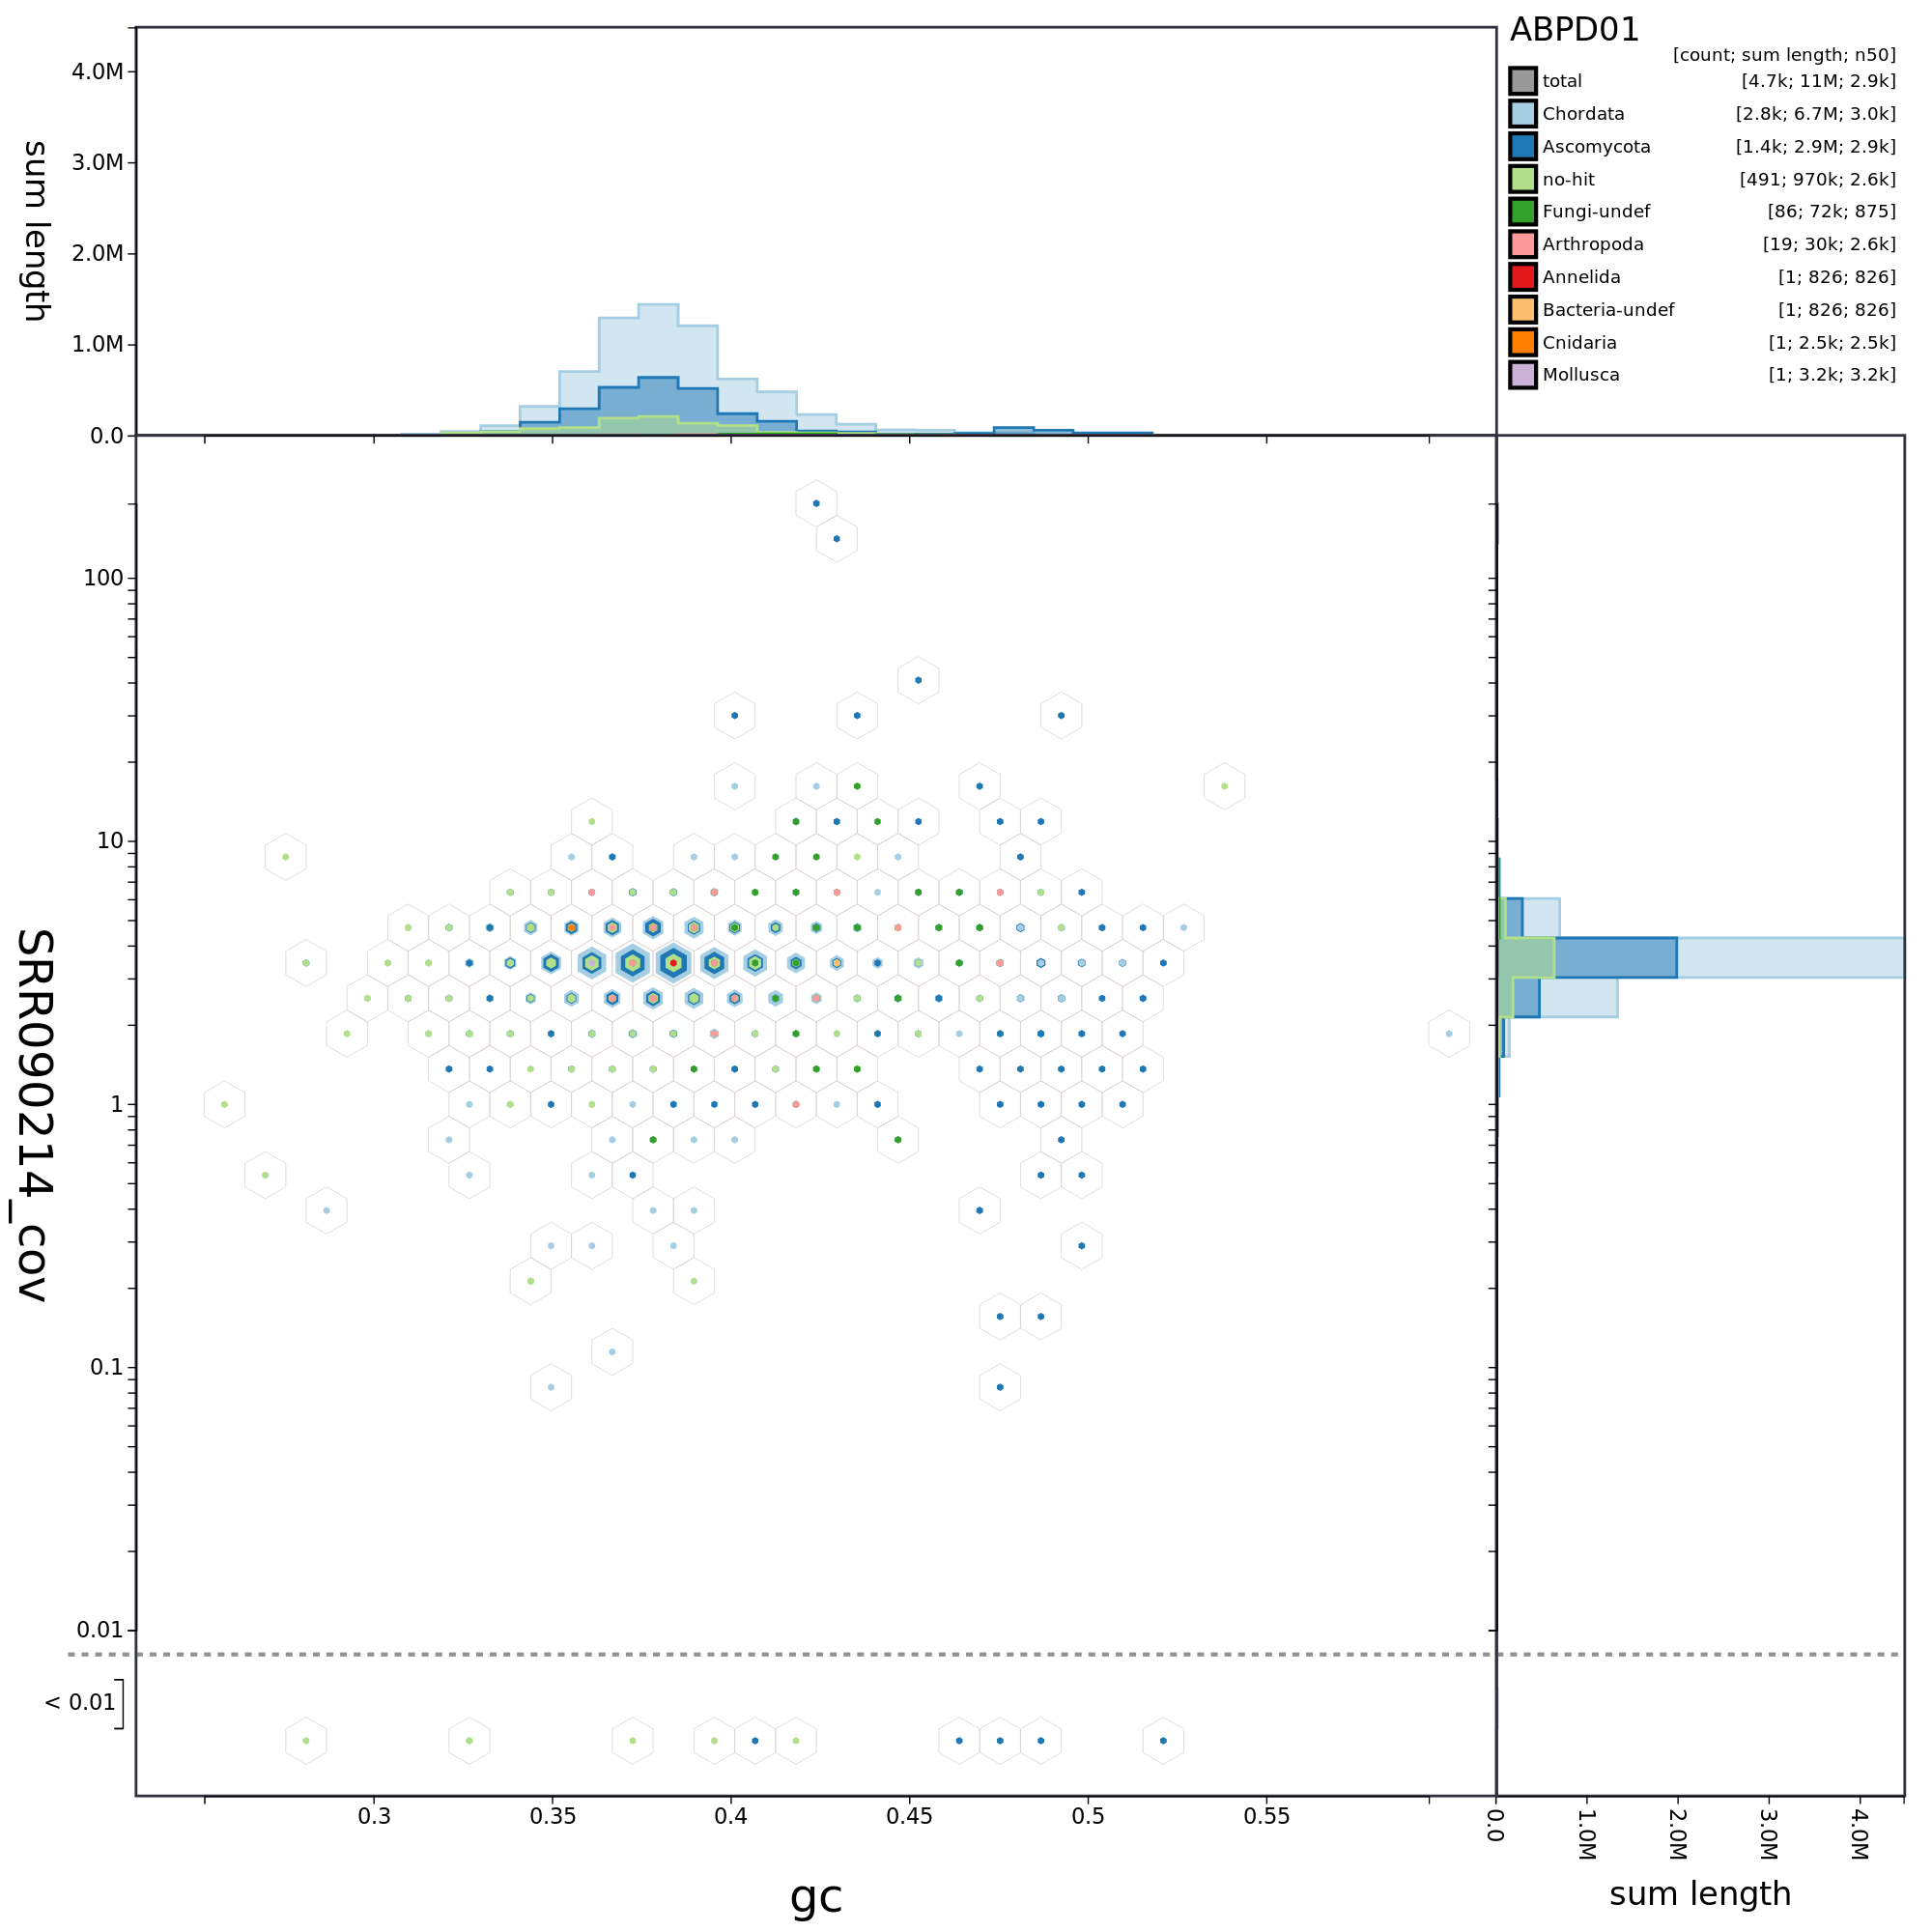 ABPD01
[count; sum length; n50]
total [4.7k; 11M; 2.9k]
Chordata [2.8k; 6.7M; 3.0k]
Ascomycota [1.4k; 2.9M; 2.9k]
no-hit [491; 970k; 2.6k]
Fungi-undef [86; 72k; 875]
Arthropoda [19; 30k; 2.6k]
Annelida [1; 826; 826]
Bacteria-undef [1; 826; 826]
Cnidaria [1; 2.5k; 2.5k]
Mollusca [1; 3.2k; 3.2k]
sum length
4.0M
3.0M
2.0M
1.0M
0.0
SRR090214_cov
100
10
1
0.1
0.01
< 0.01
0.3 0.35 0.4 0.45 0.5 0.55
gc
0.0 1.0M 2.0M 3.0M 4.0M
sum length